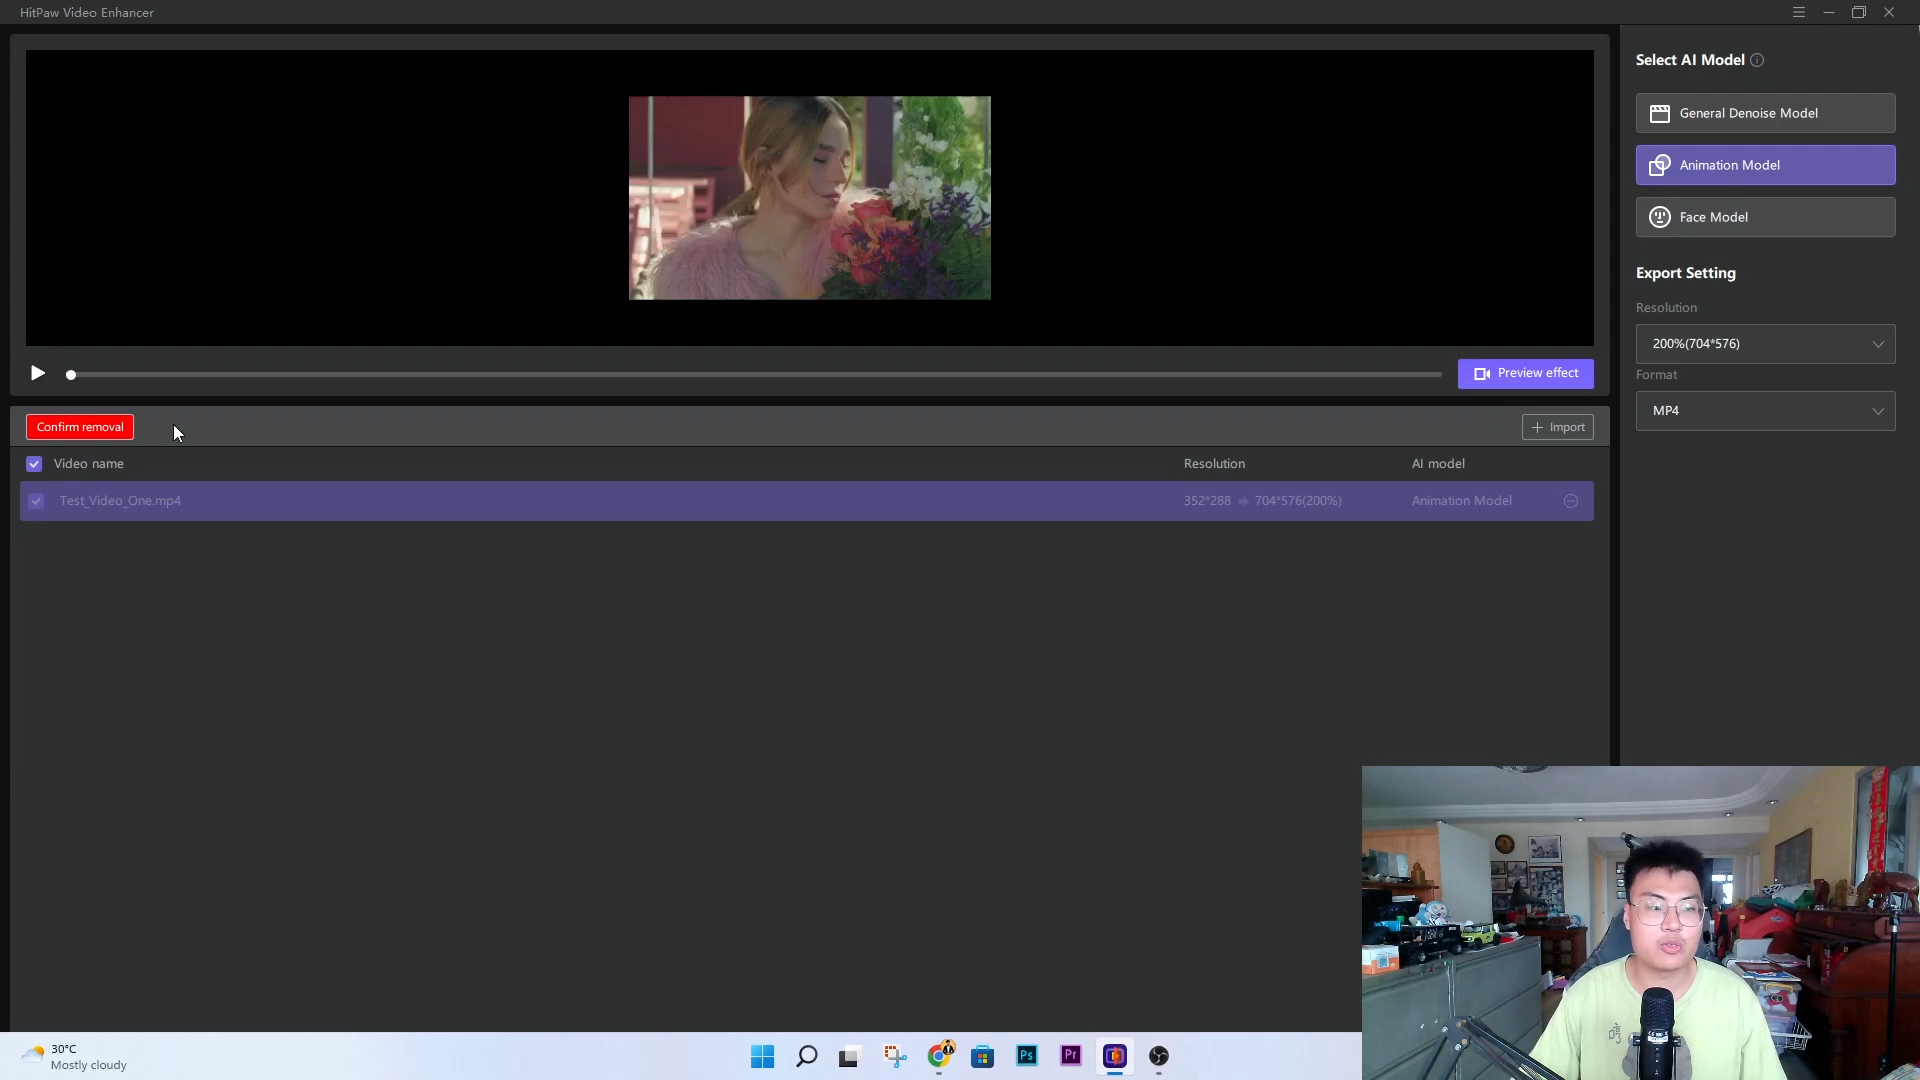 HitPaw Video Enhancer
Select AI Model
General Denoise Model
Animation Model
Face Model
Export Setting
Resolution
200%(704*576)
Format
MP4
Preview effect
Confirm removal
Import
Video name
Resolution
AI model
Test_Video_One.mp4
352*288
704*576(200%)
Animation Model
30°C
Mostly cloudy
Ps
Pr